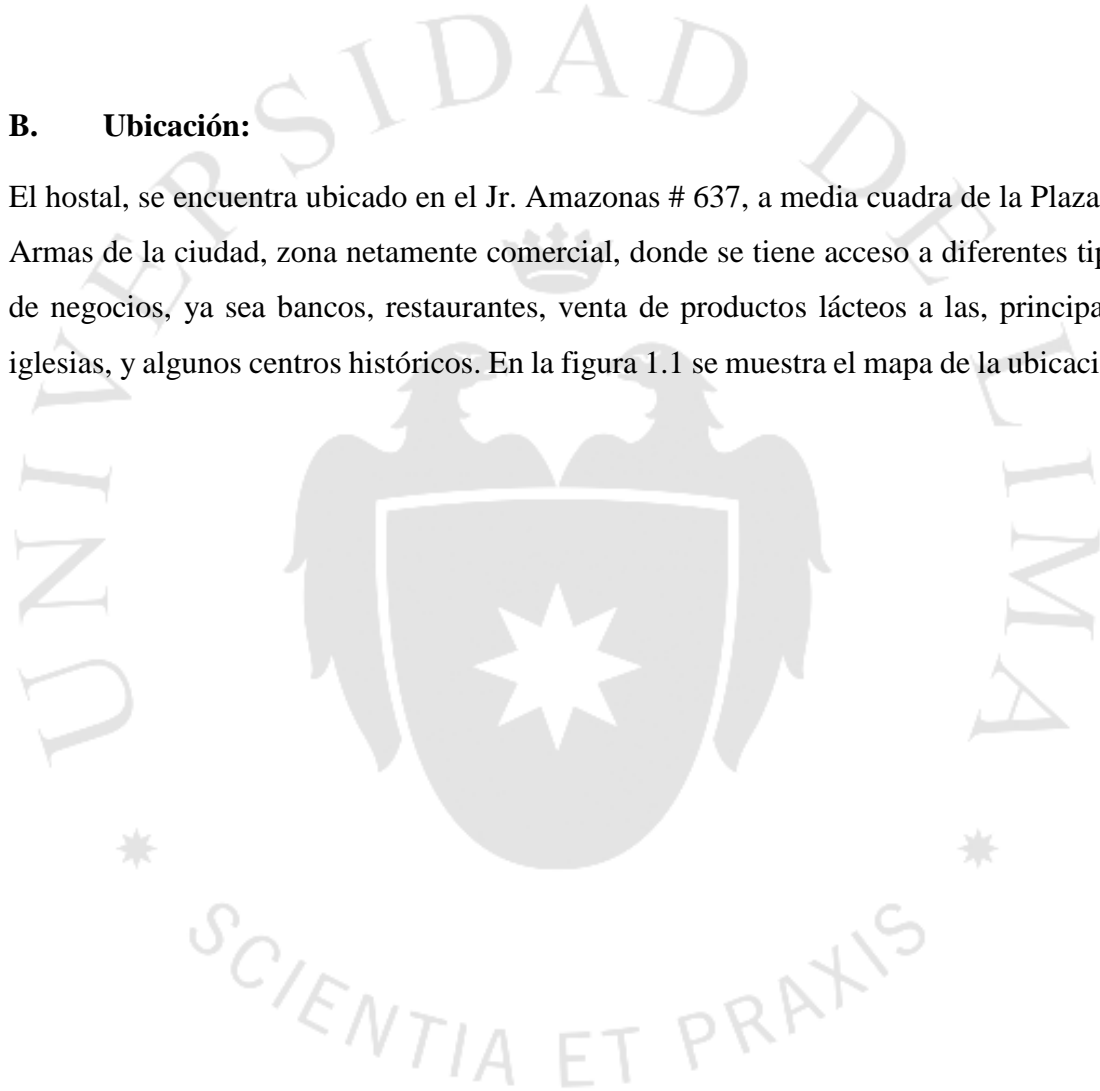 UNIVERSIDAD DE LIMA
B. Ubicación:
El hostal, se encuentra ubicado en el Jr. Amazonas # 637, a media cuadra de la Plaza
Armas de la ciudad, zona netamente comercial, donde se tiene acceso a diferentes tip
de negocios, ya sea bancos, restaurantes, venta de productos lácteos a las, principa
iglesias, y algunos centros históricos. En la figura 1.1 se muestra el mapa de la ubicaci
SCIENTIA ET PRAXIS